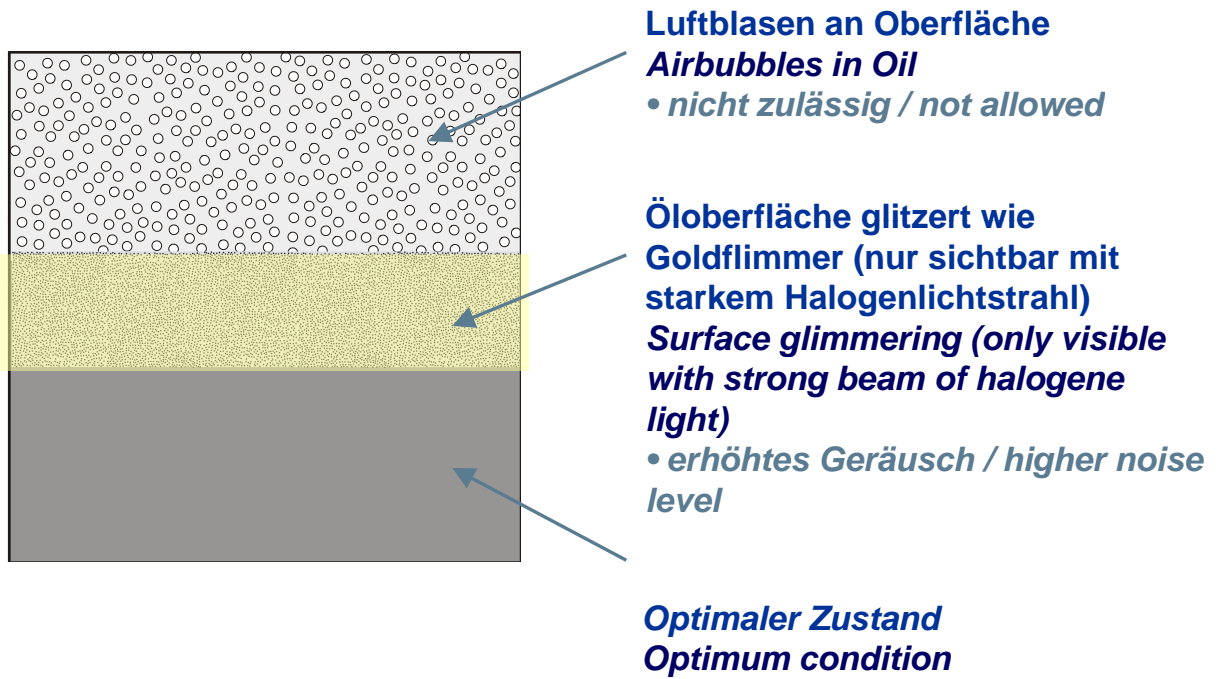 Luftblasen an Oberfläche
Airbubbles in Oil
• nicht zulässig / not allowed
Öloberfläche glitzert wie
Goldflimmer (nur sichtbar mit
starkem Halogenlichtstrahl)
Surface glimmering (only visible
with strong beam of halogene
light)
• erhöhtes Geräusch / higher noise
level
Optimaler Zustand
Optimum condition